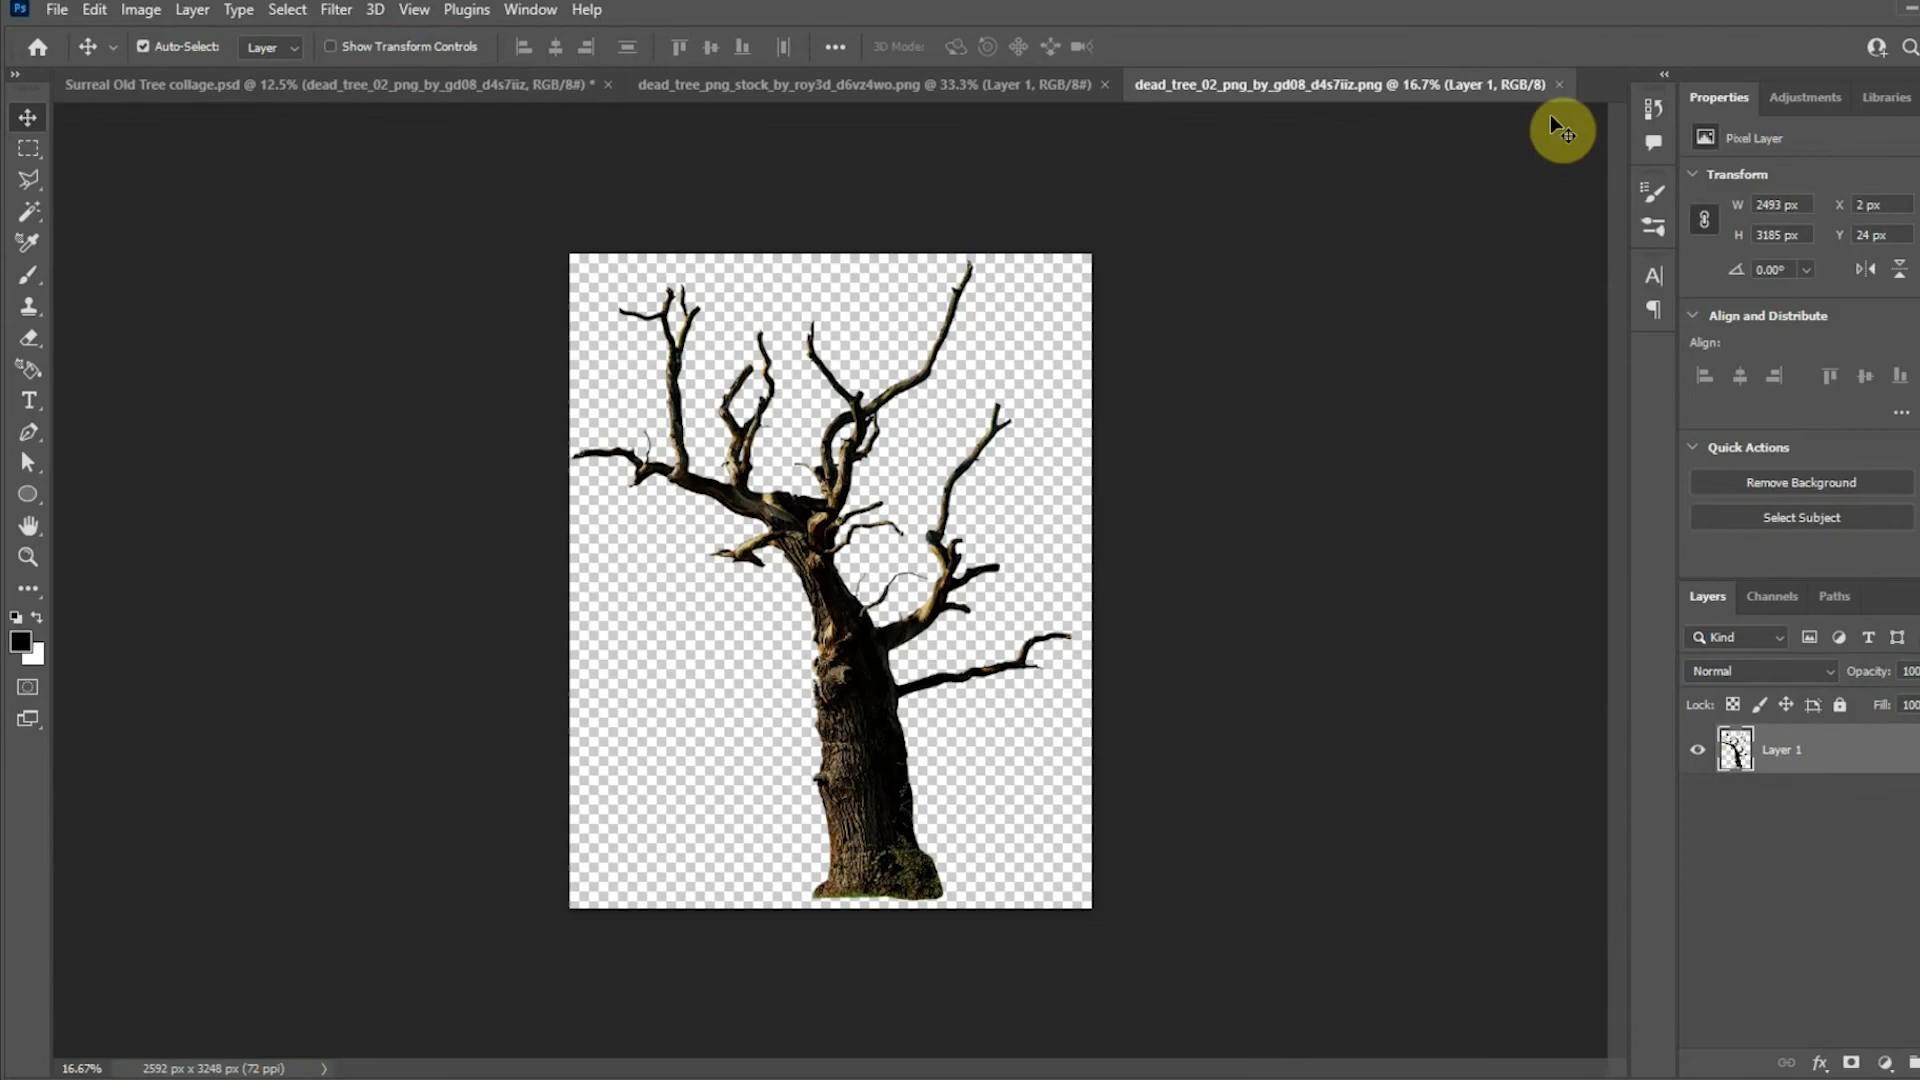 Ps File Edit Image Layer Type Select Filter 3D View Plugins Window Help
Auto-Select: Layer Show Transform Controls 3D Mode:
Surreal Old Tree collage.psd @ 12.5% (dead_tree_02_png_by_gd08_d4s7iiz, RGB/8#) * dead_tree_png_stock_by_roy3d_d6vz4wo.png @ 33.3% (Layer 1, RGB/8#) dead_tree_02_png_by_gd08_d4s7iiz.png @ 16.7% (Layer 1, RGB/8)
Properties Adjustments Libraries
Pixel Layer
Transform
W 2493 px X 2 px
H 3185 px Y 24 px
0.00°
Align and Distribute
Align:
Quick Actions
Remove Background
Select Subject
Layers Channels Paths
Kind
Normal Opacity: 100
Lock: Fill: 100
Layer 1
16.67% 2592 px x 3248 px (72 ppi)